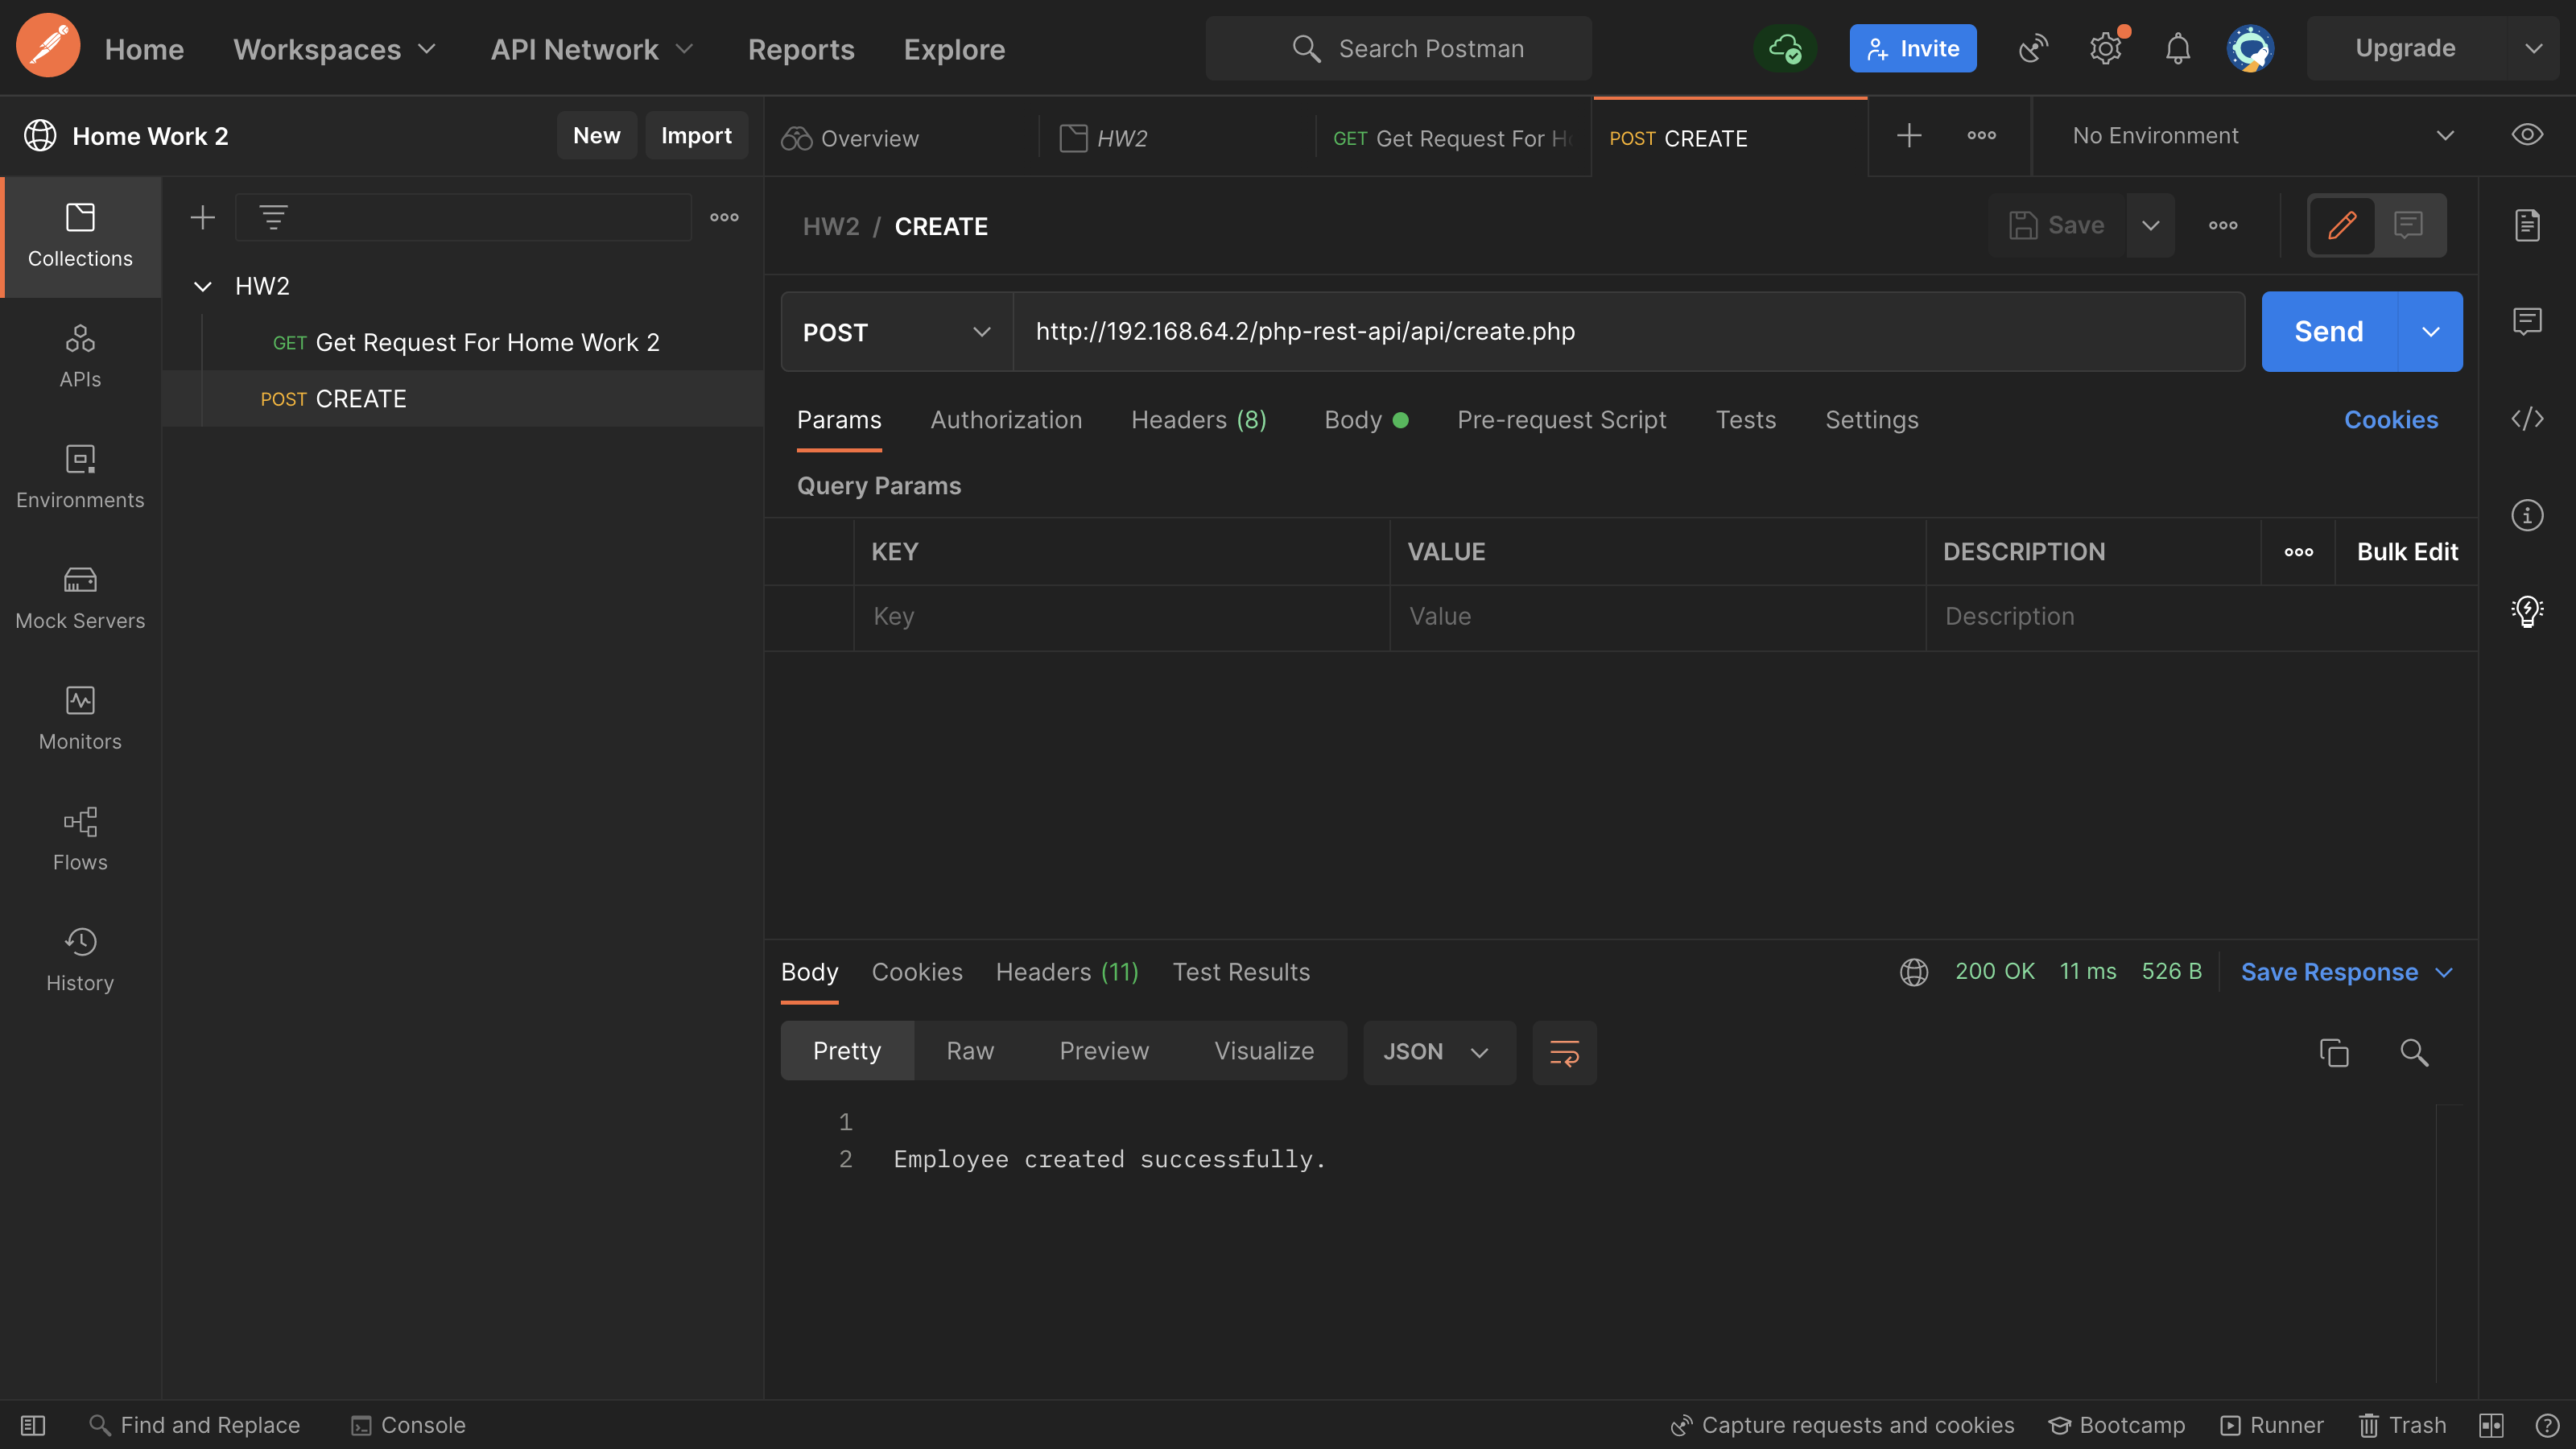 Home Workspaces API Network Reports Explore Search Postman Invite Upgrade
Home Work 2 New Import
Overview HW2 GET Get Request For POST CREATE No Environment
Collections
APIs
Environments
Mock Servers
Monitors
Flows
History
HW2
GET Get Request For Home Work 2
POST CREATE
HW2 / CREATE Save
POST http://192.168.64.2/php-rest-api/api/create.php Send
Params Authorization Headers (8) Body Pre-request Script Tests Settings Cookies
Query Params
KEY VALUE DESCRIPTION Bulk Edit
Key Value Description
Body Cookies Headers (11) Test Results 200 OK 11 ms 526 B Save Response
Pretty Raw Preview Visualize JSON
1
2 Employee created successfully.
Find and Replace Console Capture requests and cookies Bootcamp Runner Trash